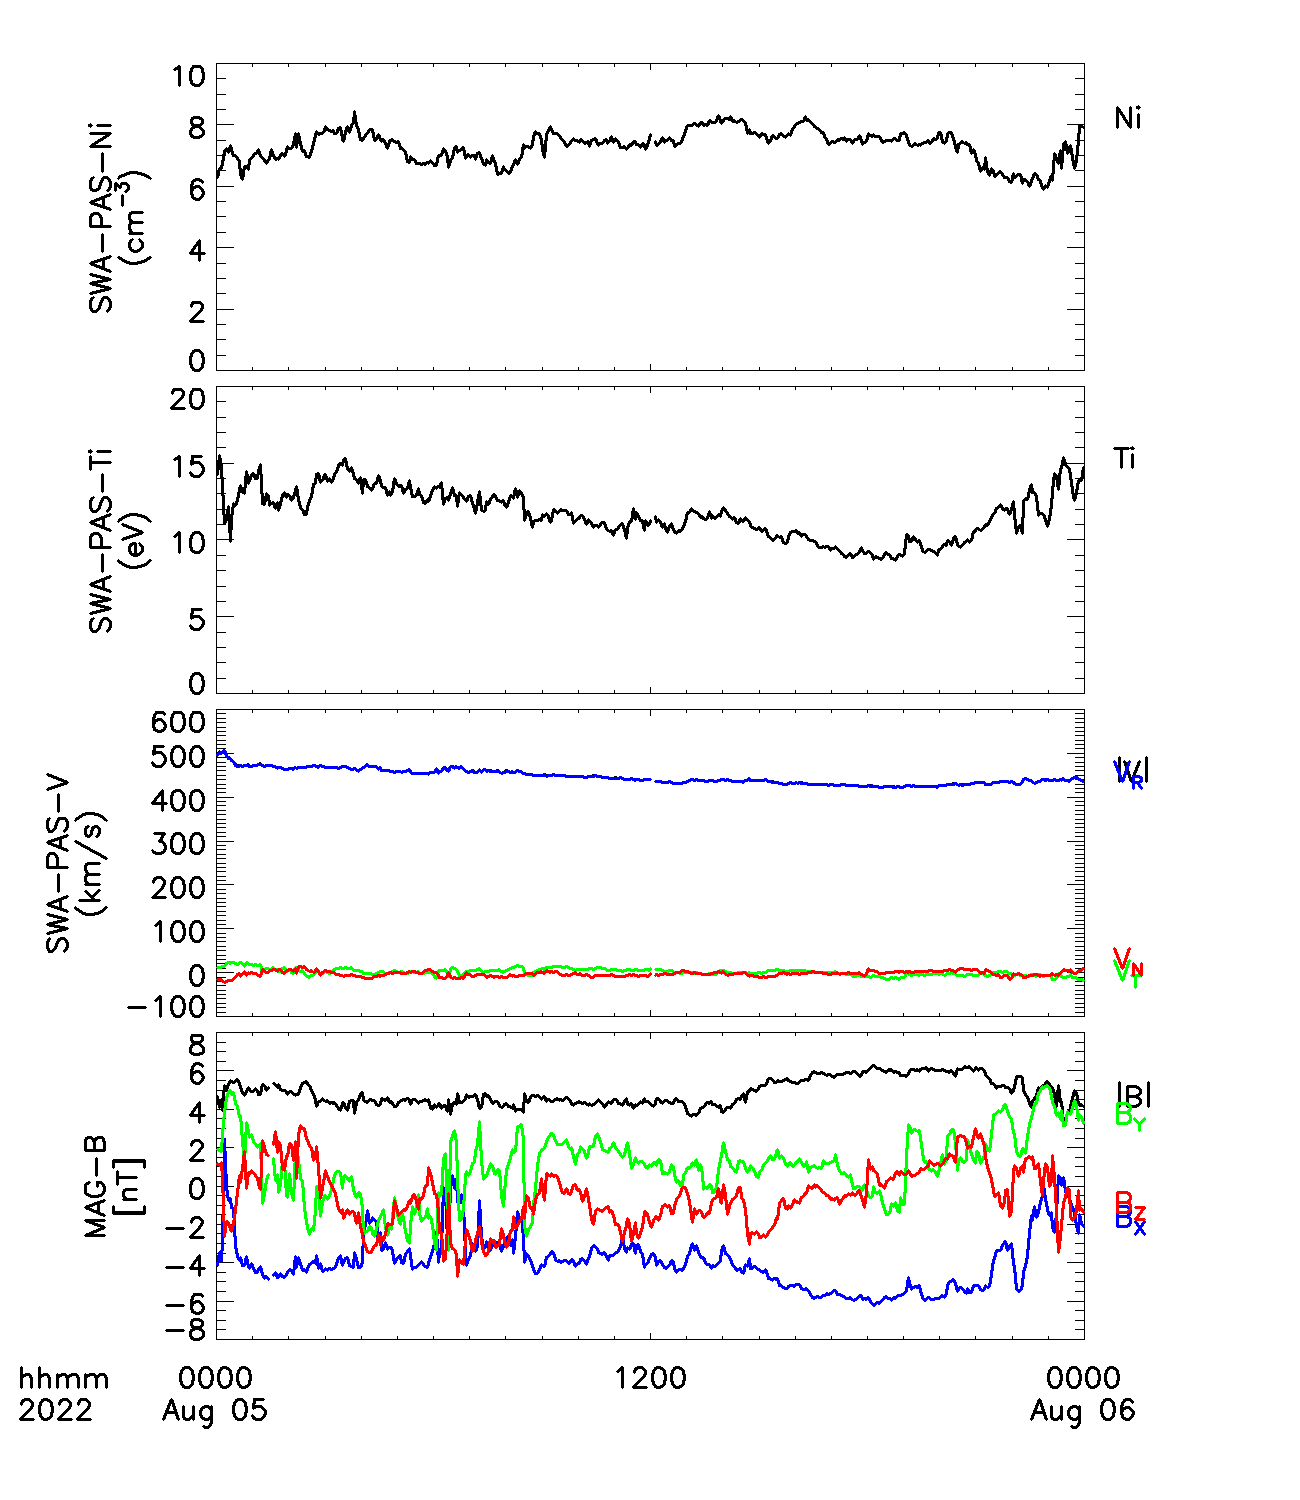 10
8
6
4
2
0
SWA-PAS-Ni
(cm⁻³)
Ni
20
15
10
5
0
SWA-PAS-Ti
(eV)
Ti
600
500
400
300
200
100
0
-100
SWA-PAS-V
(km/s)
|V|
VR
VN
VT
8
6
4
2
0
-2
-4
-6
-8
MAG-B
[nT]
|B|
BY
BZ
BX
hhmm 0000 1200 0000
2022 Aug 05 Aug 06